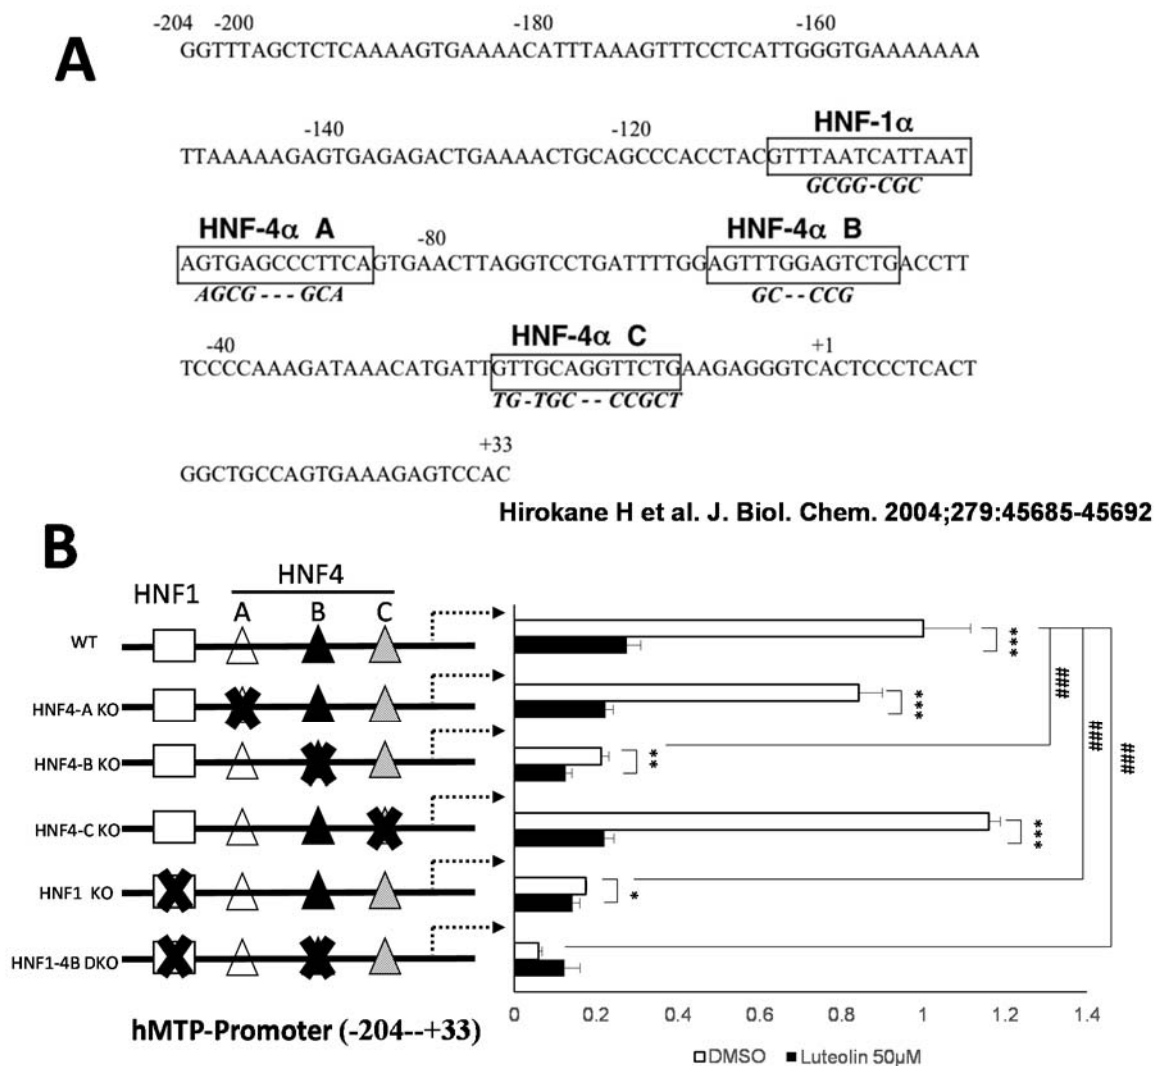 A
-204 -200 -180 -160
GGTTTAGCTCTCAAAAGTGAAAACATTTAAAGTTTCCTCATTGGGTGAAAAAAA
-140 -120 HNF-1α
TTAAAAAGAGTGAGAGACTGAAAACTGCAGCCCACCTACGTTTAATCATTAAT
GCGG-CGC
HNF-4α A -80 HNF-4α B
AGTGAGCCCTTCAGTGAACTTAGGTCCTGATTTTGGAGTTTGGAGTCTGACCTT
AGCG---GCA GC--CCG
-40 HNF-4α C +1
TCCCCAAAGATAAACATGATTGTTGCAGGTTCTGAAGAGGGTCACTCCCTCACT
TG-TGC--CCGCT
+33
GGCTGCCAGTGAAAGAGTCCAC
Hirokane H et al. J. Biol. Chem. 2004;279:45685-45692
B
HNF1 HNF4
A B C
WT ***
HNF4-A KO ***
HNF4-B KO **
HNF4-C KO ***
HNF1 KO *
HNF1-4B DKO
### ### ###
0 0.2 0.4 0.6 0.8 1 1.2 1.4
hMTP-Promoter (-204--+33)
DMSO Luteolin 50μM